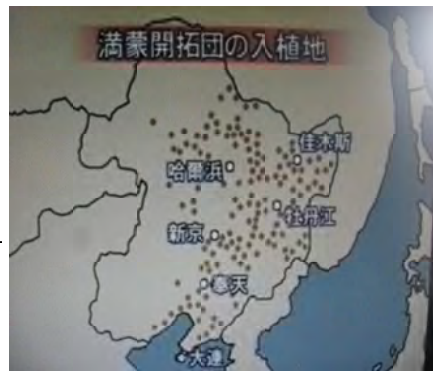 満蒙開拓団の入植地
佳木斯
哈爾浜
牡丹江
新京
奉天
大連